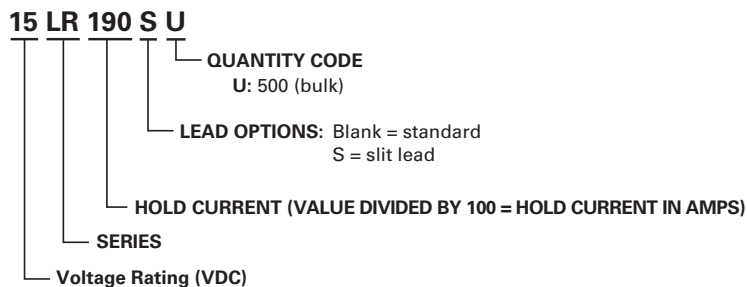 15 LR 190 S U
QUANTITY CODE
U: 500 (bulk)
LEAD OPTIONS: Blank = standard
S = slit lead
HOLD CURRENT (VALUE DIVIDED BY 100 = HOLD CURRENT IN AMPS)
SERIES
Voltage Rating (VDC)